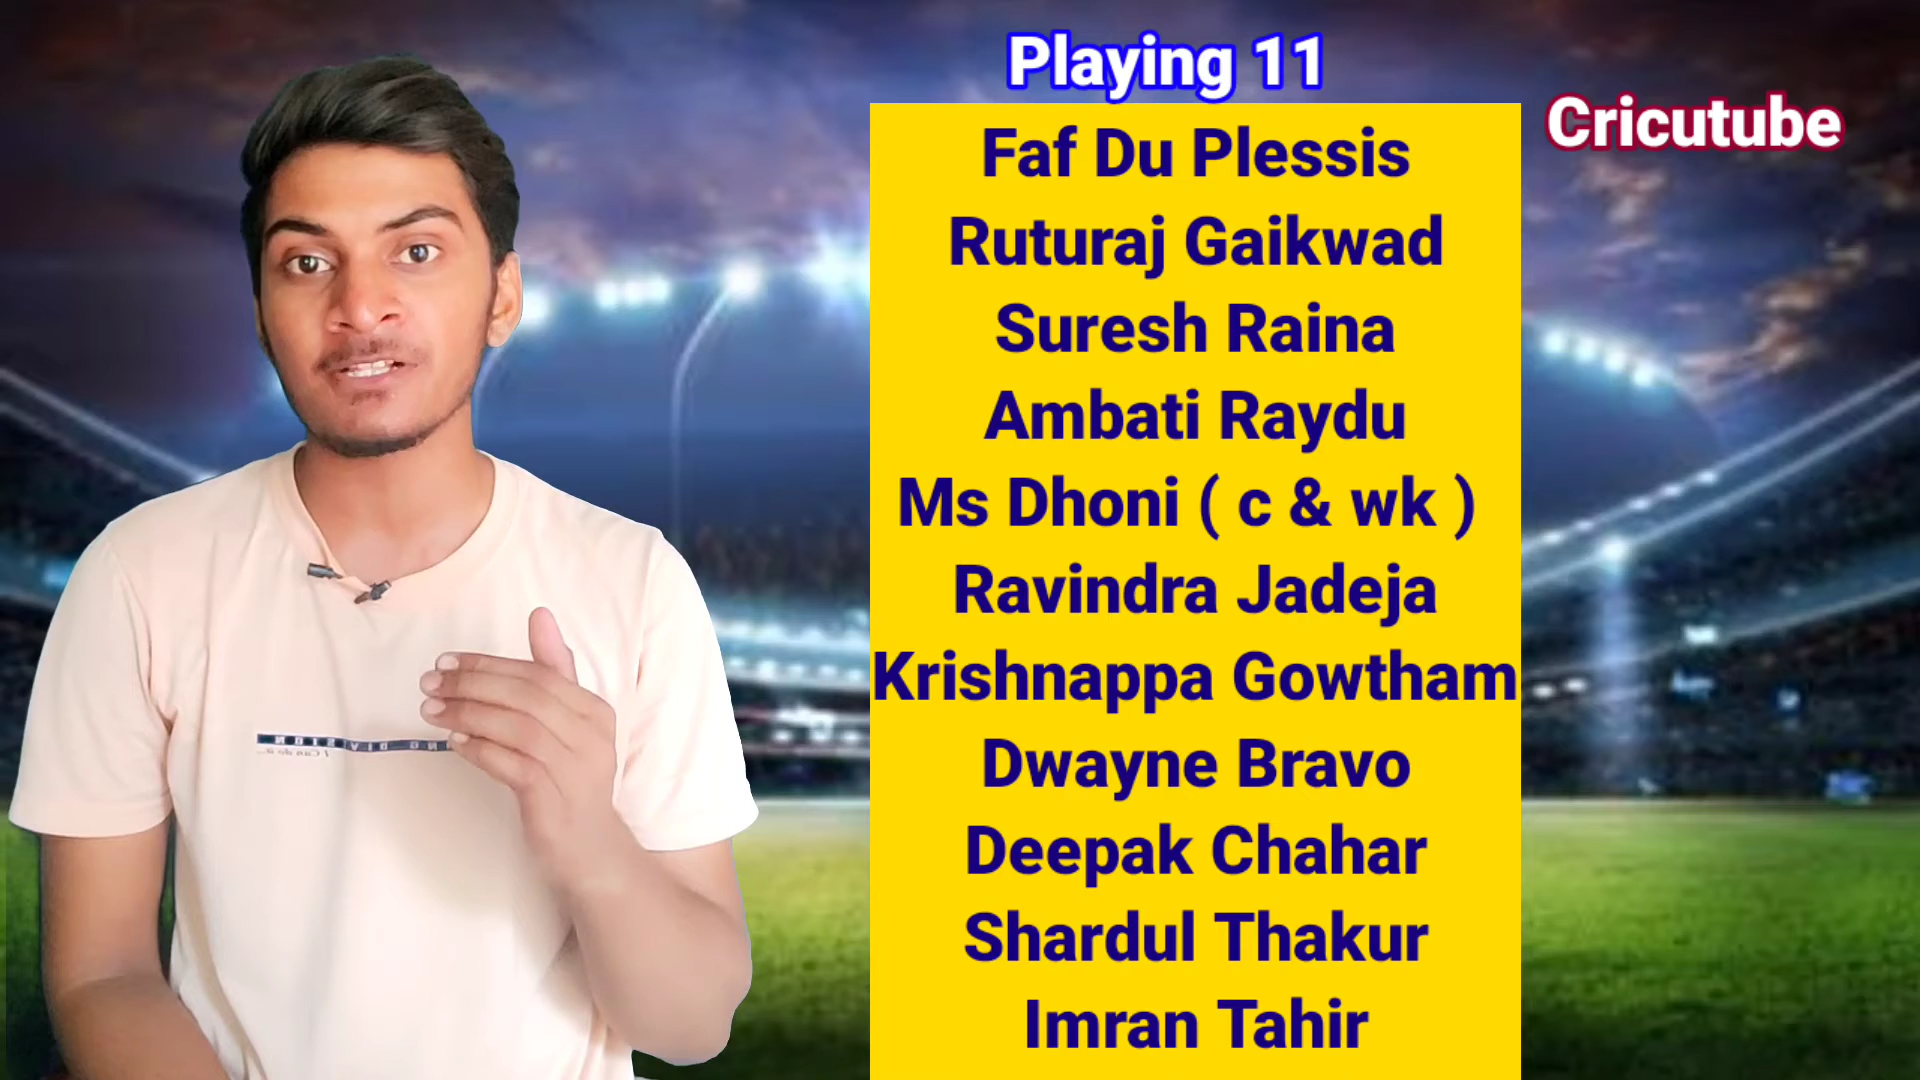 Playing 11
Cricutube
Faf Du Plessis
Ruturaj Gaikwad
Suresh Raina
Ambati Raydu
Ms Dhoni ( c & wk )
Ravindra Jadeja
Krishnappa Gowtham
Dwayne Bravo
Deepak Chahar
Shardul Thakur
Imran Tahir